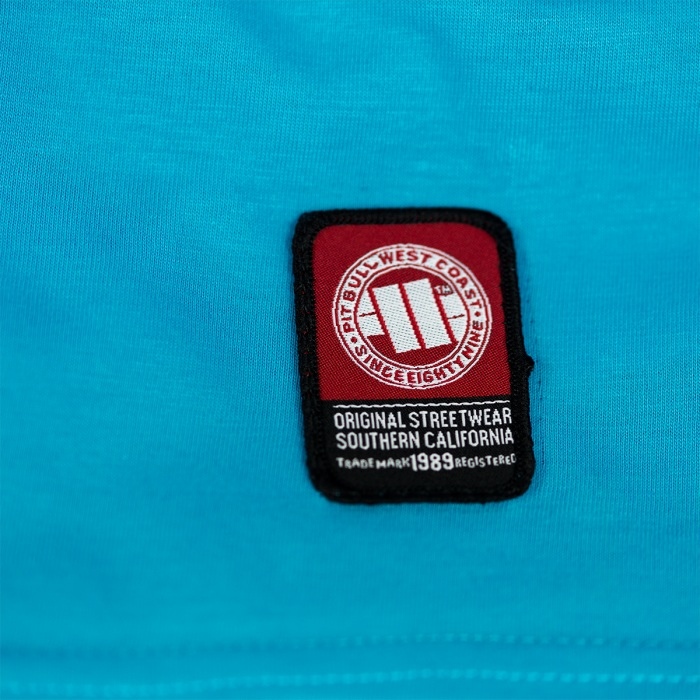 PIT BULL WEST COAST
TM
• SINCE EIGHTY NINE •
ORIGINAL STREETWEAR
SOUTHERN CALIFORNIA
TRADEMARK 1989 REGISTERED